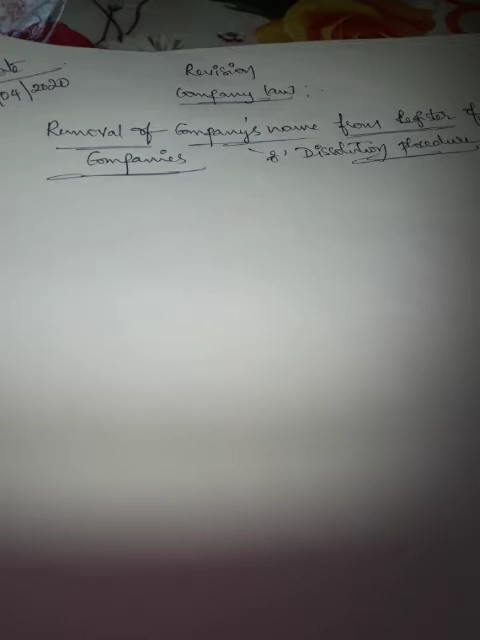 Revision
04/2020
Company law :
Removal of Company's name from Register of
Companies & Dissolution procedure